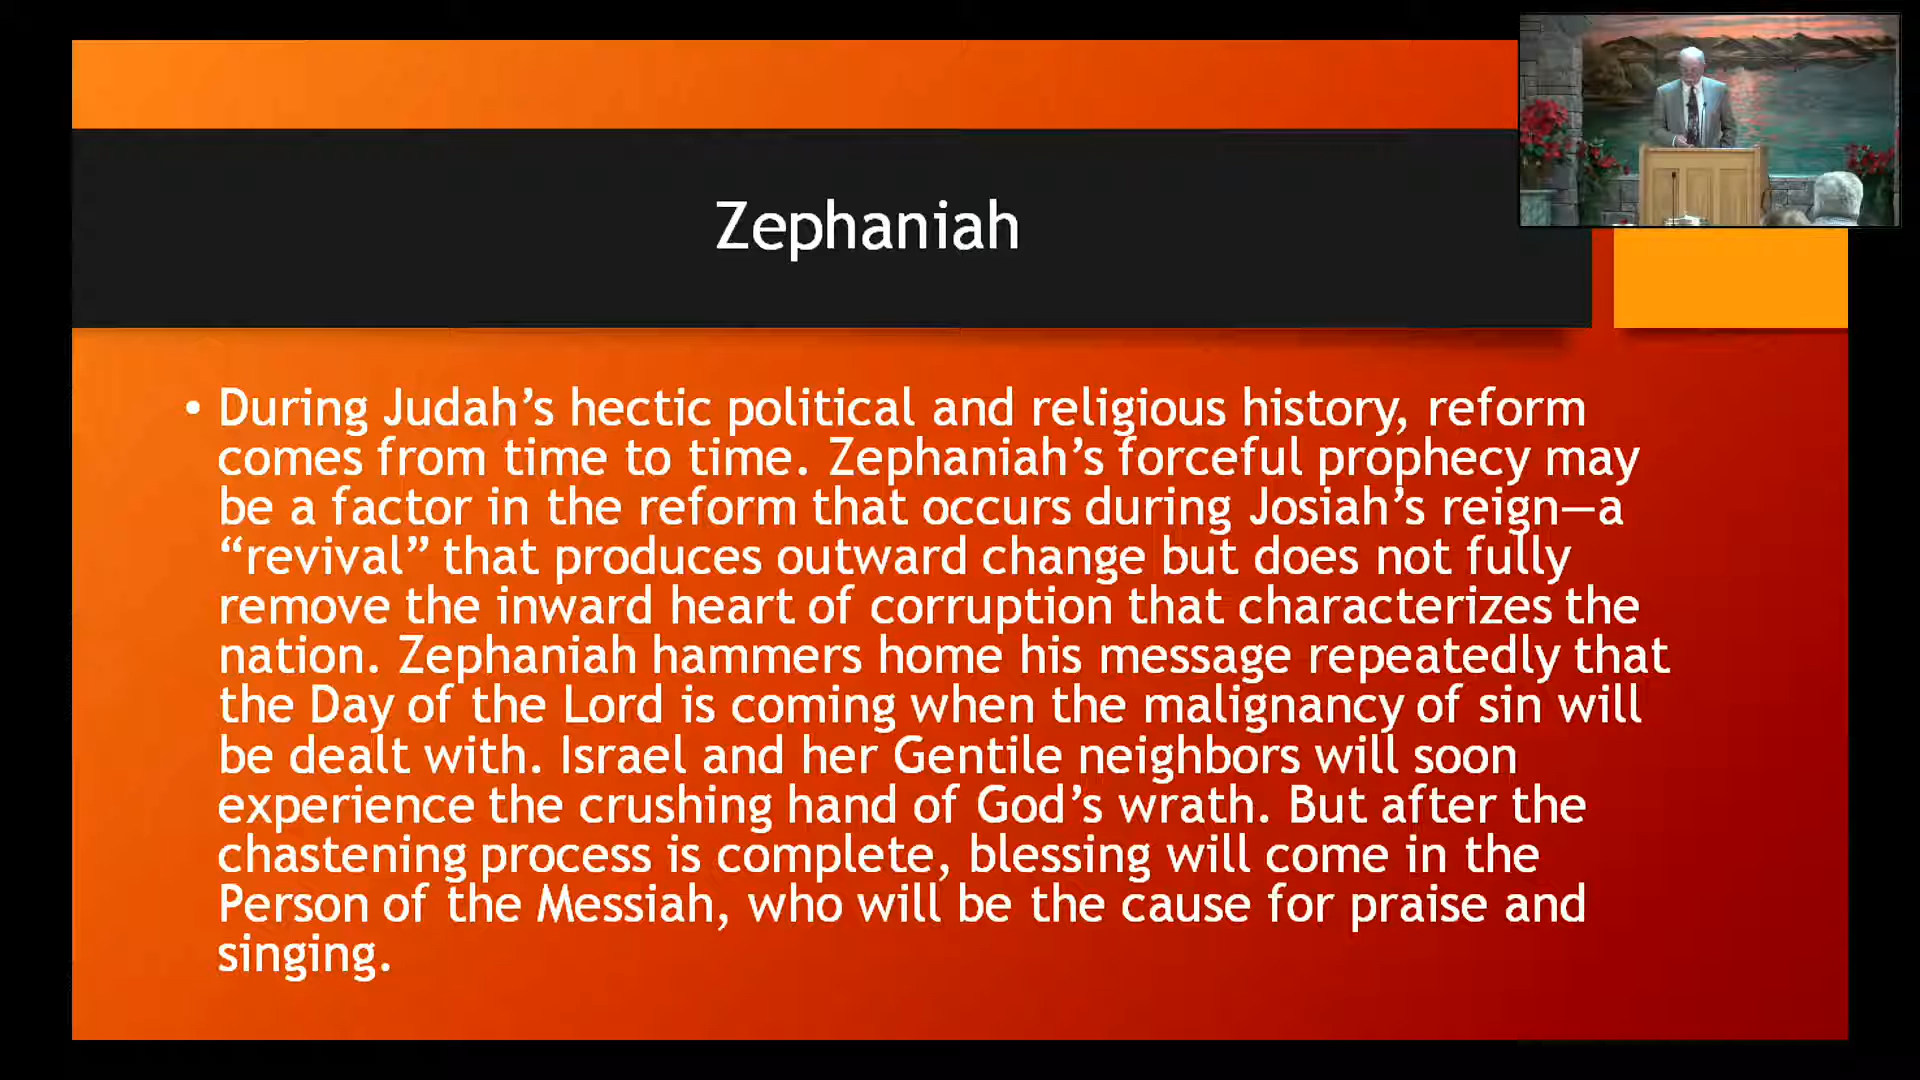 Zephaniah
• During Judah’s hectic political and religious history, reform
comes from time to time. Zephaniah’s forceful prophecy may
be a factor in the reform that occurs during Josiah’s reign—a
“revival” that produces outward change but does not fully
remove the inward heart of corruption that characterizes the
nation. Zephaniah hammers home his message repeatedly that
the Day of the Lord is coming when the malignancy of sin will
be dealt with. Israel and her Gentile neighbors will soon
experience the crushing hand of God’s wrath. But after the
chastening process is complete, blessing will come in the
Person of the Messiah, who will be the cause for praise and
singing.